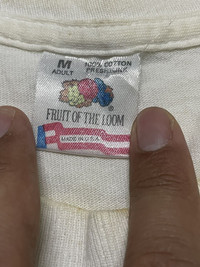 M 100% COTTON
ADULT PRESHRUNK
®
FRUIT OF THE LOOM
MADE IN U.S.A.